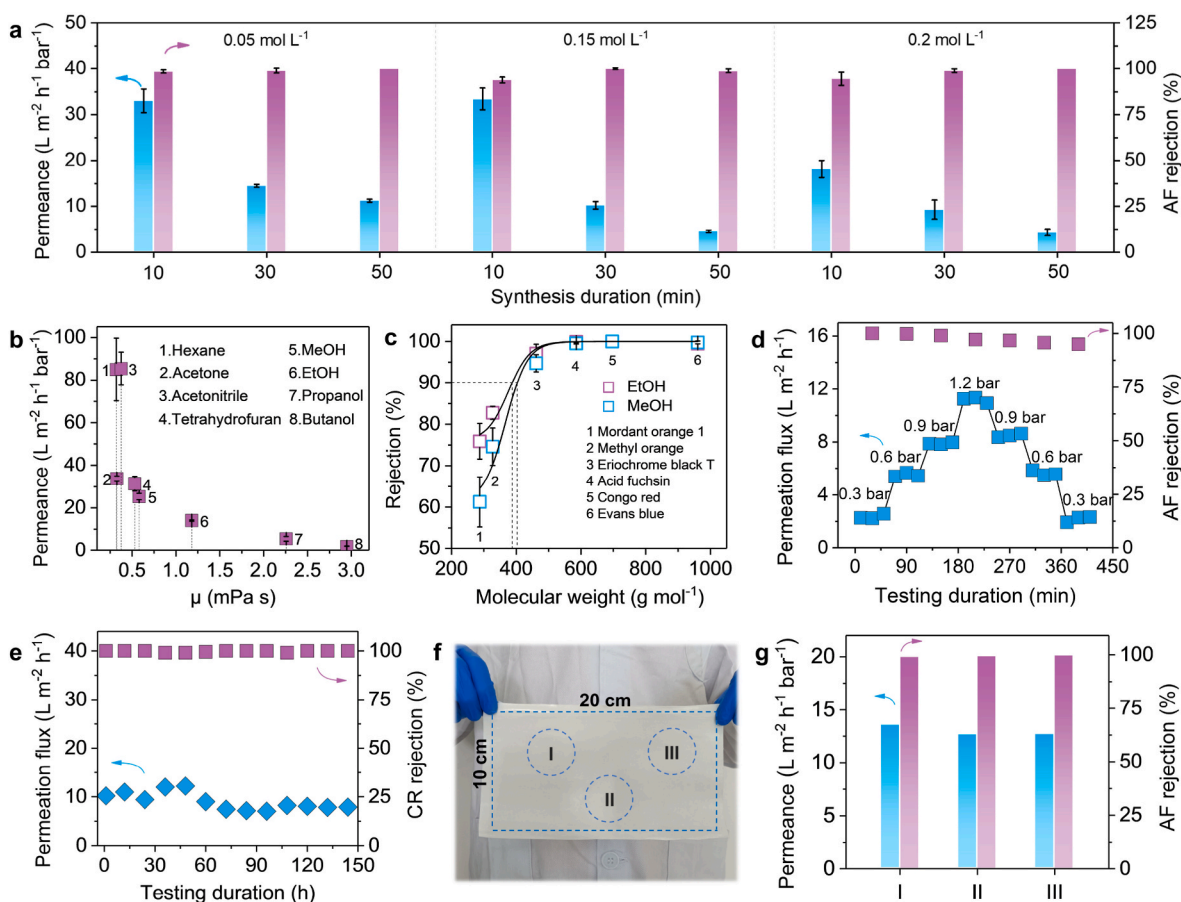 a
0.05 mol L⁻¹
0.15 mol L⁻¹
0.2 mol L⁻¹
Permeance (L m⁻² h⁻¹ bar⁻¹)
50
40
30
20
10
0
125
100
75
50
25
0
AF rejection (%)
10 30 50 10 30 50 10 30 50
Synthesis duration (min)
b
Permeance (L m⁻² h⁻¹ bar⁻¹)
100
80
60
40
20
0
1.Hexane 5.MeOH
2.Acetone 6.EtOH
3.Acetonitrile 7.Propanol
4.Tetrahydrofuran 8.Butanol
1
3
2
4
5
6
7
8
0.5 1.0 1.5 2.0 2.5 3.0
μ (mPa s)
c
Rejection (%)
100
90
80
70
60
50
3
4
5
6
2
1
EtOH
MeOH
1 Mordant orange 1
2 Methyl orange
3 Eriochrome black T
4 Acid fuchsin
5 Congo red
6 Evans blue
200 400 600 800 1000
Molecular weight (g mol⁻¹)
d
Permeation flux (L m⁻² h⁻¹)
16
12
8
4
0
0.3 bar
0.6 bar
0.9 bar
1.2 bar
0.9 bar
0.6 bar
0.3 bar
100
75
50
25
0
AF rejection (%)
0 90 180 270 360 450
Testing duration (min)
e
Permeation flux (L m⁻² h⁻¹)
40
30
20
10
0
100
50
0
CR rejection (%)
0 30 60 90 120 150
Testing duration (h)
f
20 cm
10 cm
I
II
III
g
Permeance (L m⁻² h⁻¹ bar⁻¹)
20
15
10
5
0
100
75
50
25
0
AF rejection (%)
I II III